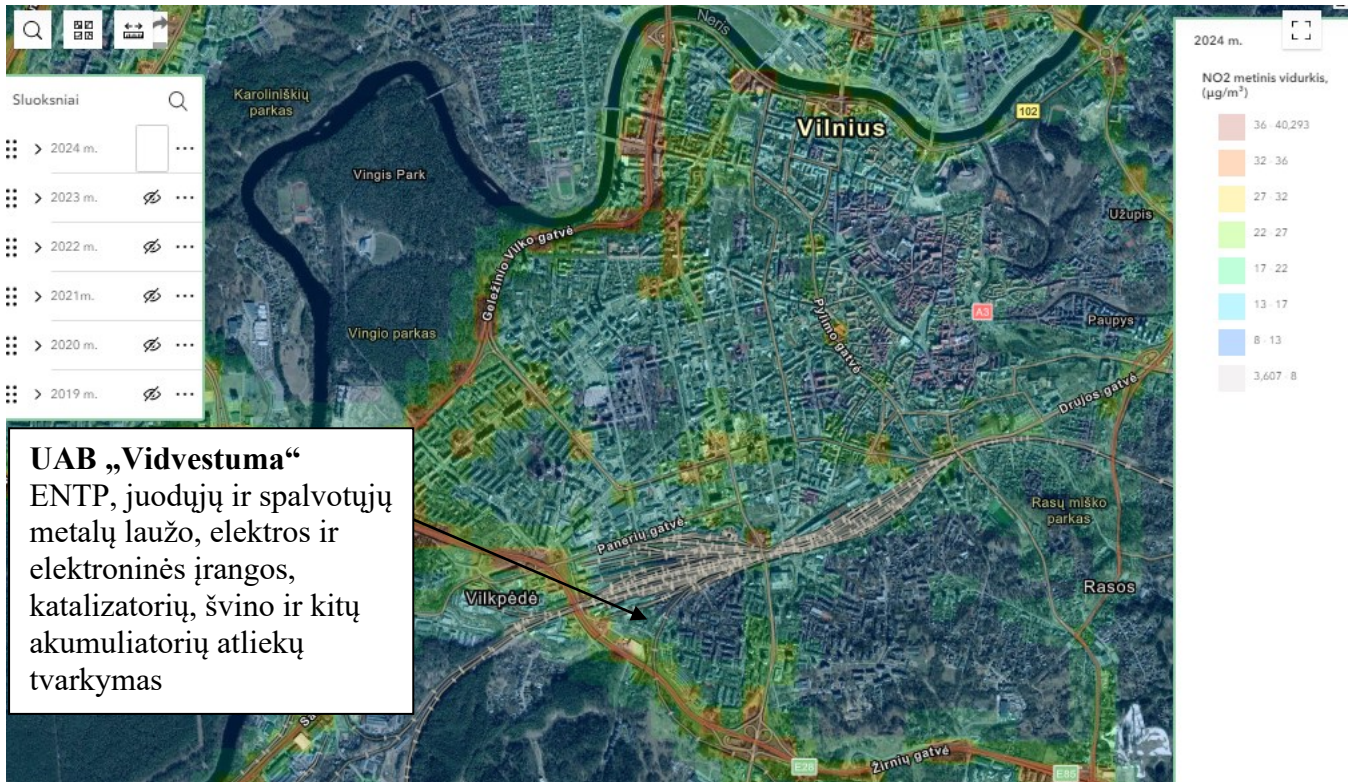 Sluoksniai
2024 m.
2023 m.
2022 m.
2021m.
2020 m.
2019 m.
UAB „Vidvestuma“
ENTP, juodųjų ir spalvotųjų
metalų laužo, elektros ir
elektroninės įrangos,
katalizatorių, švino ir kitų
akumuliatorių atliekų
tvarkymas
Neris
Karoliniškių
parkas
102
Vilnius
Vingis Park
Užupis
Geležinio Vilko gatvė
A3
Paupys
Vingio parkas
Pylimo gatvė
Drujos gatvė
Rasų miško
parkas
Panerių gatvė
Vilkpėdė
Rasos
E28
Žirnių gatvė
E85
2024 m.
NO2 metinis vidurkis,
(µg/m³)
36 - 40,293
32 - 36
27 - 32
22 - 27
17 - 22
13 - 17
8 - 13
3,607 - 8